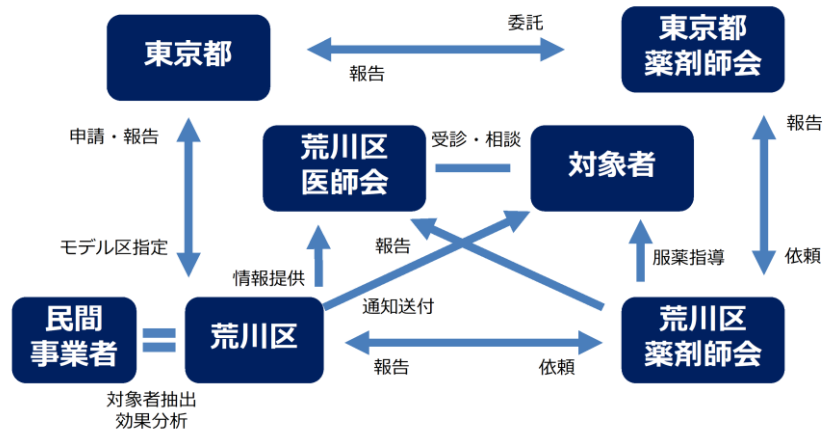 東京都
委託
報告
東京都
薬剤師会
申請・報告
荒川区
医師会
受診・相談
対象者
報告
モデル区指定
情報提供
報告
服薬指導
依頼
通知送付
民間
事業者
荒川区
報告
依頼
荒川区
薬剤師会
対象者抽出
効果分析